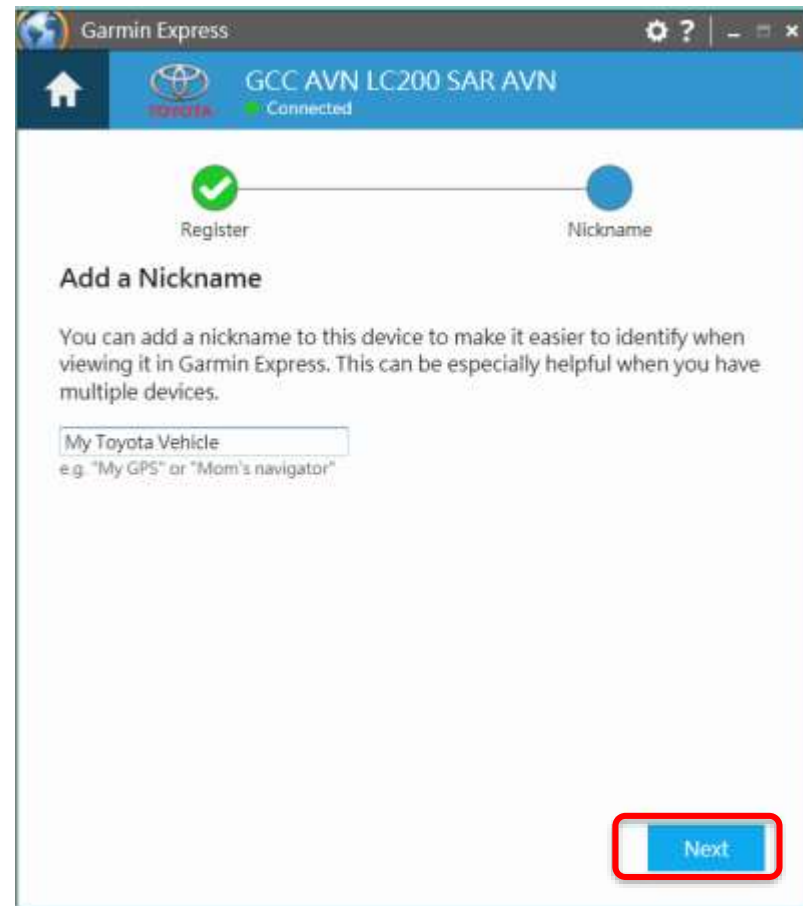 Garmin Express
?
GCC AVN LC200 SAR AVN
TOYOTA
Connected
Register
Nickname
Add a Nickname
You can add a nickname to this device to make it easier to identify when
viewing it in Garmin Express. This can be especially helpful when you have
multiple devices.
My Toyota Vehicle
e.g. "My GPS" or "Mom's navigator"
Next